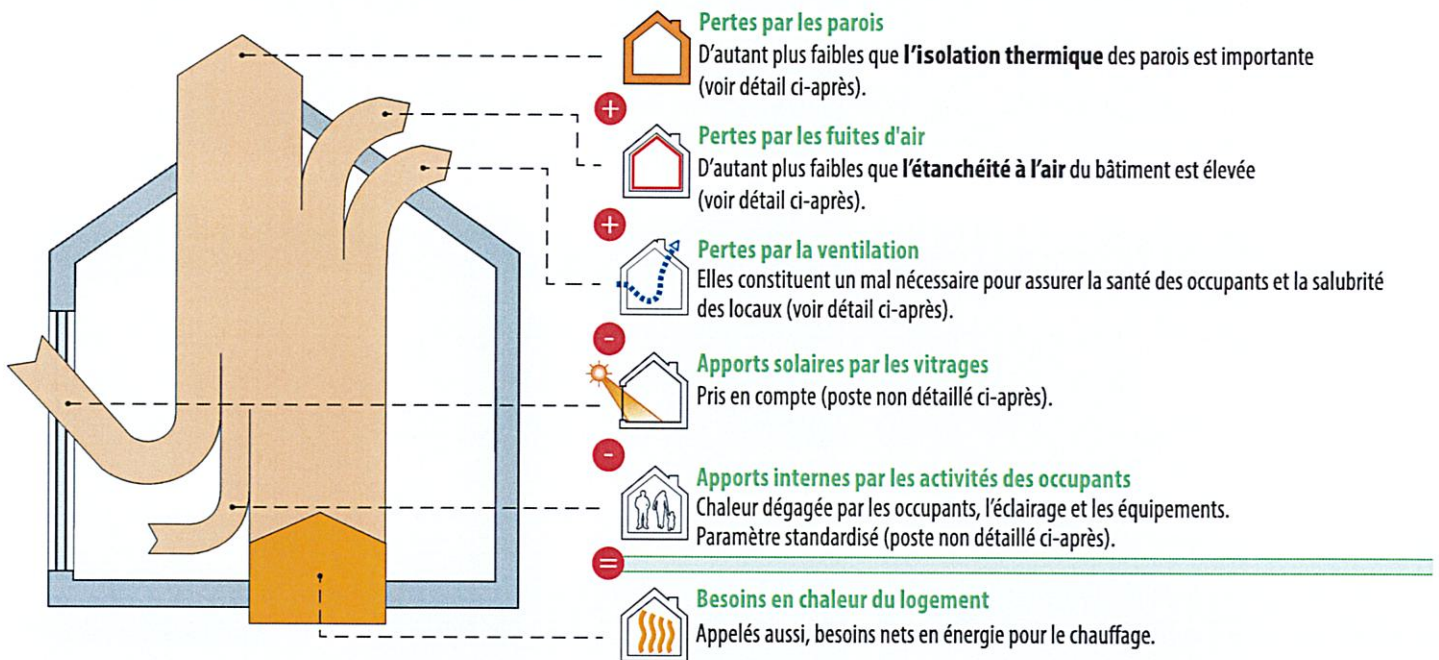 Pertes par les parois
D'autant plus faibles que l'isolation thermique des parois est importante
(voir détail ci-après).
+
Pertes par les fuites d'air
D'autant plus faibles que l'étanchéité à l'air du bâtiment est élevée
(voir détail ci-après).
+
Pertes par la ventilation
Elles constituent un mal nécessaire pour assurer la santé des occupants et la salubrité
des locaux (voir détail ci-après).
-
Apports solaires par les vitrages
Pris en compte (poste non détaillé ci-après).
-
Apports internes par les activités des occupants
Chaleur dégagée par les occupants, l'éclairage et les équipements.
Paramètre standardisé (poste non détaillé ci-après).
=
Besoins en chaleur du logement
Appelés aussi, besoins nets en énergie pour le chauffage.